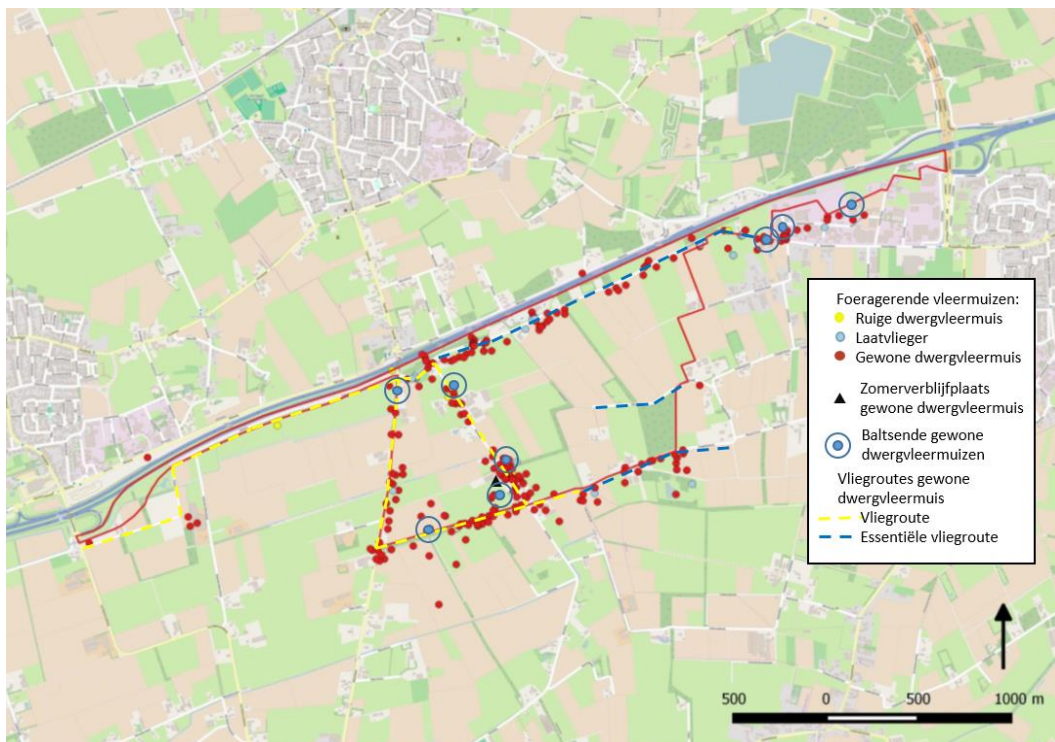 Foeragerende vleermuizen:
Ruige dwergvleermuis
Laatvlieger
Gewone dwergvleermuis
Zomerverblijfplaats
gewone dwergvleermuis
Baltsende gewone
dwergvleermuizen
Vliegroutes gewone
dwergvleermuis
Vliegroute
Essentiële vliegroute
500 0 500 1000 m